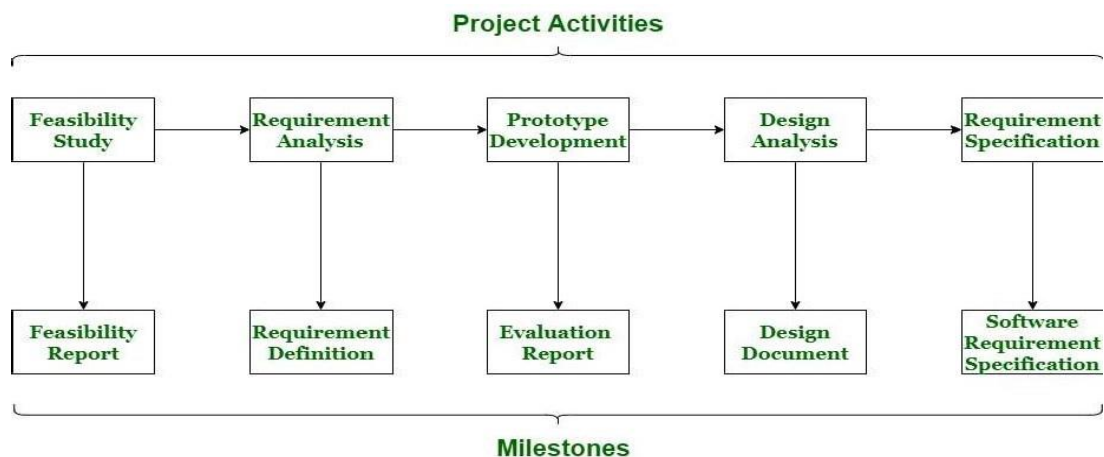 Project Activities
Feasibility
Study
Requirement
Analysis
Prototype
Development
Design
Analysis
Requirement
Specification
Feasibility
Report
Requirement
Definition
Evaluation
Report
Design
Document
Software
Requirement
Specification
Milestones